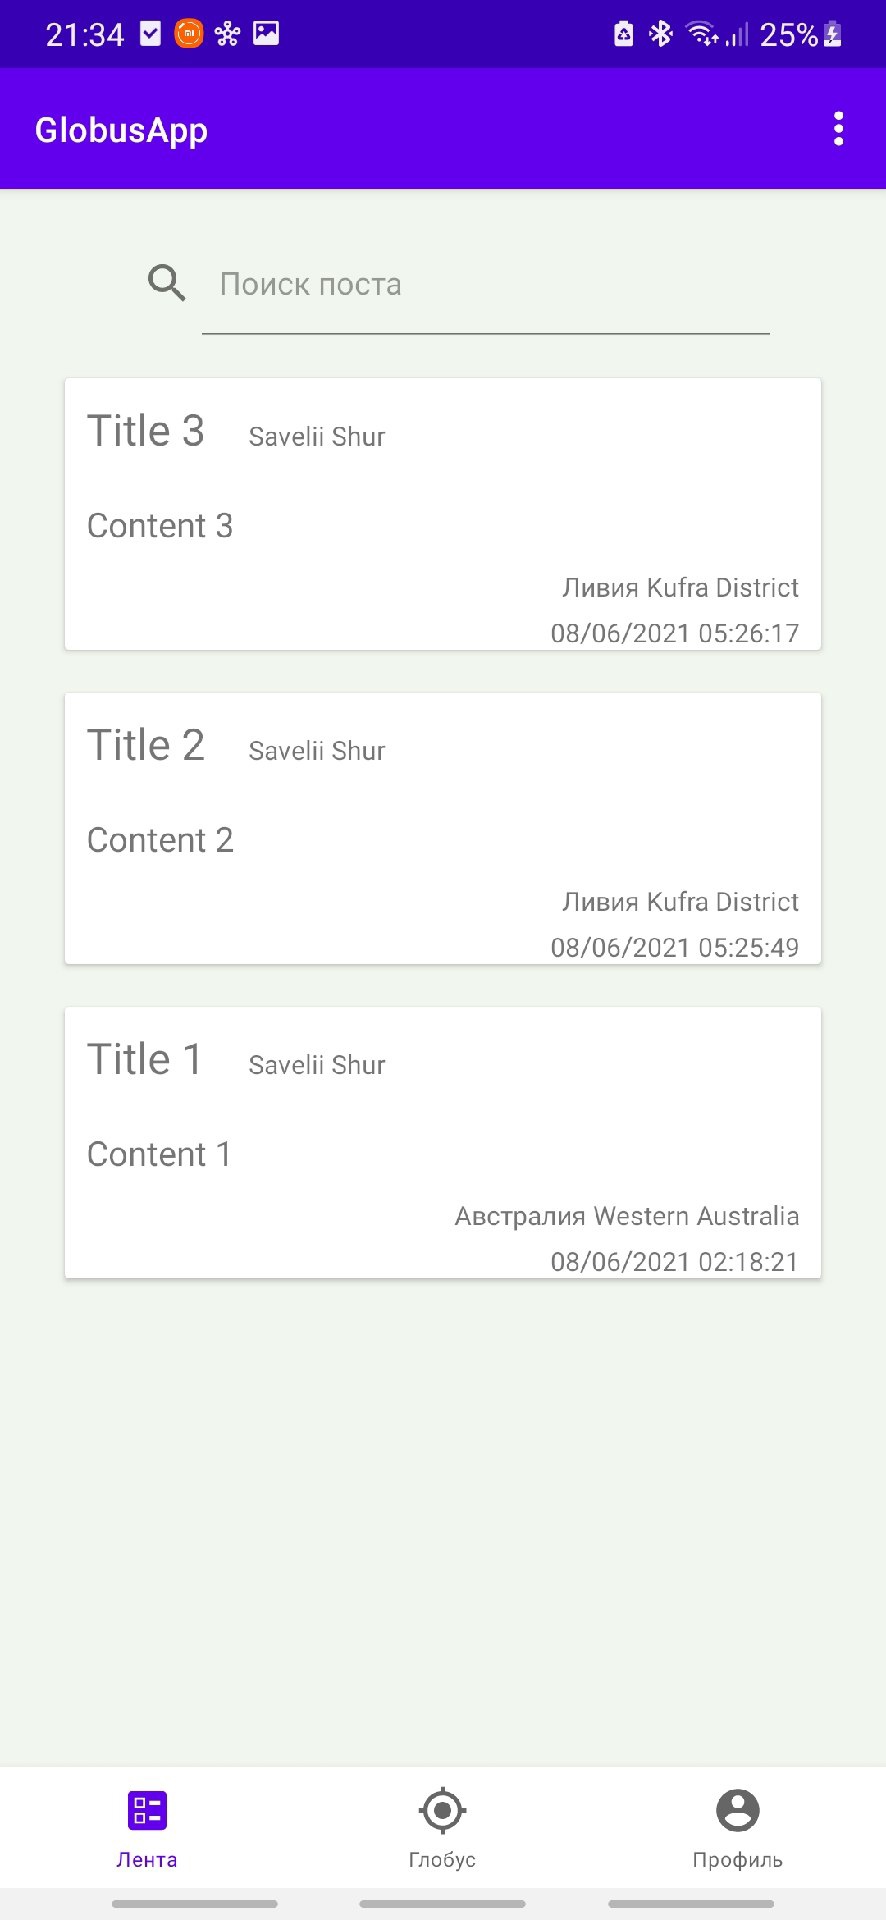 21:34 25%
GlobusApp
Поиск поста
Title 3 Savelii Shur
Content 3
Ливия Kufra District
08/06/2021 05:26:17
Title 2 Savelii Shur
Content 2
Ливия Kufra District
08/06/2021 05:25:49
Title 1 Savelii Shur
Content 1
Австралия Western Australia
08/06/2021 02:18:21
Лента Глобус Профиль